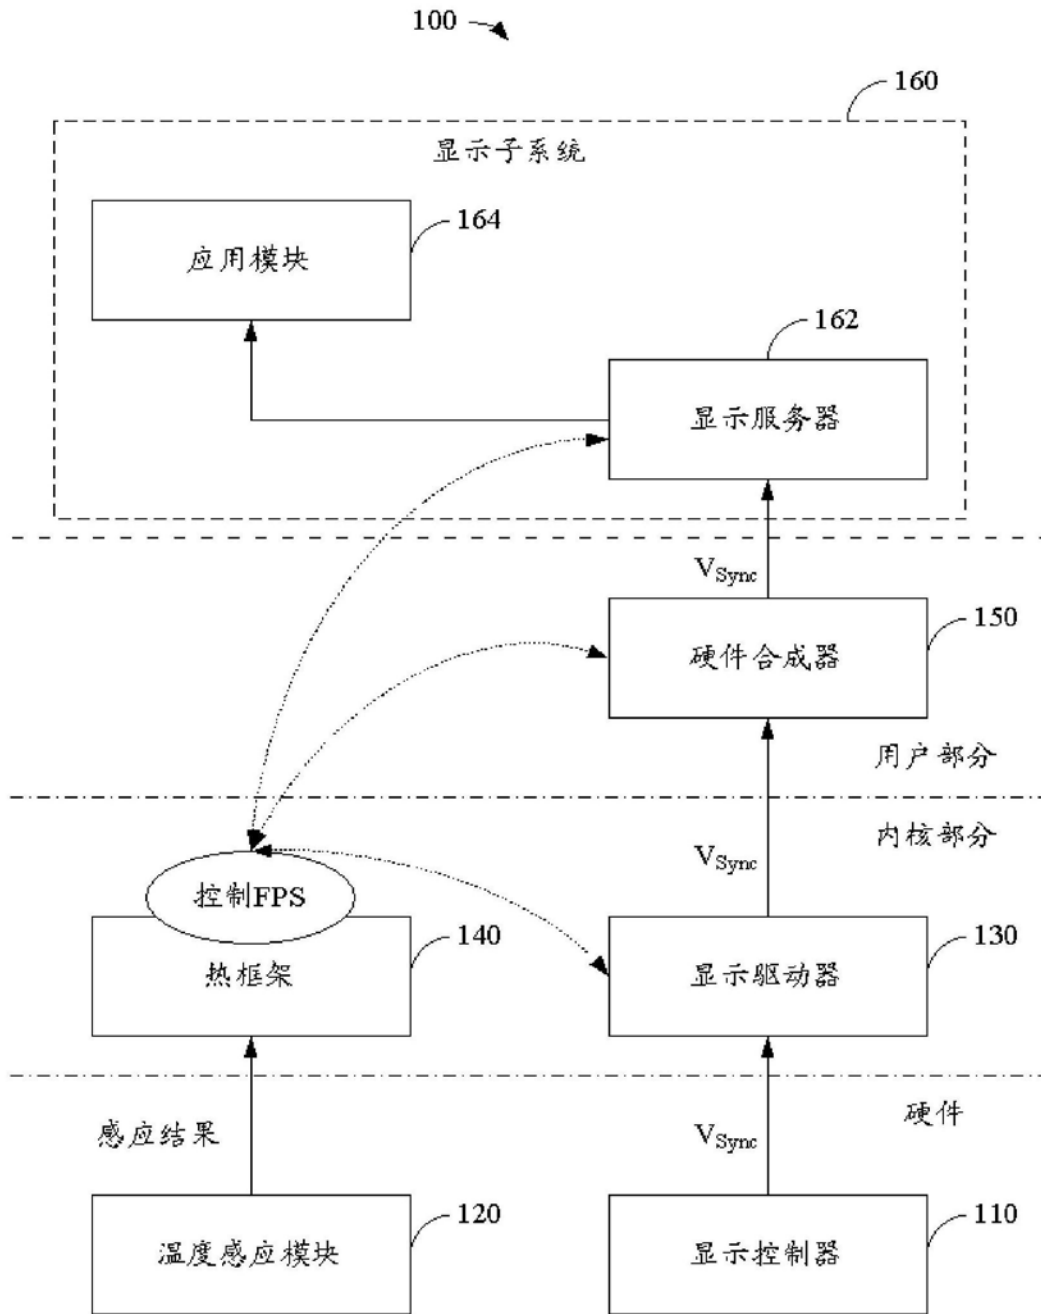 100
160
显示子系统
164
应用模块
162
显示服务器
VSync
150
硬件合成器
用户部分
内核部分
VSync
控制FPS
140
130
热框架
显示驱动器
硬件
感应结果
VSync
120
110
温度感应模块
显示控制器